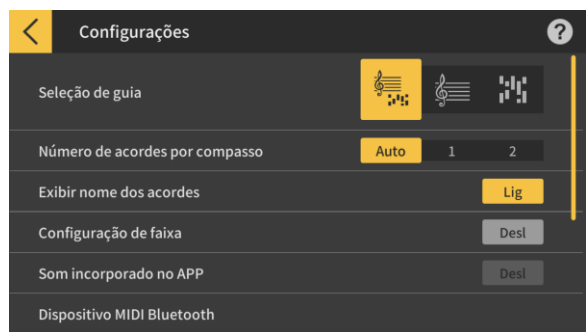 Configurações
?
Seleção de guia
Número de acordes por compasso Auto 1 2
Exibir nome dos acordes Lig
Configuração de faixa Desl
Som incorporado no APP Desl
Dispositivo MIDI Bluetooth